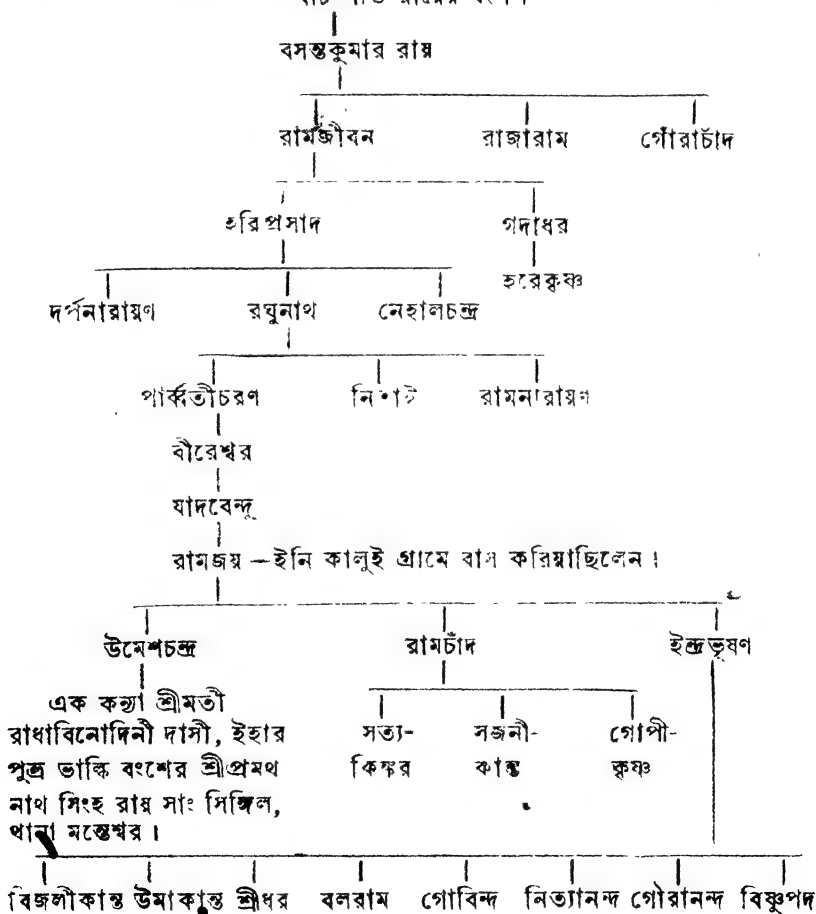 বসন্তকুমার রায়
রামজীবন রাজারাম গোঁরাচাঁদ
হরিপ্রসাদ গদাধর
হরেকৃষ্ণ
দর্পনারায়ণ রঘুনাথ নেহালচন্দ্র
পার্ব্বতীচরণ রামনারায়ণ
বীরেশ্বর
যাদবেন্দু
রামজয় —ইনি কালুই গ্রামে বাস করিয়াছিলেন।
উমেশচন্দ্র রামচাঁদ ইন্দ্রভূষণ
এক কন্যা শ্রীমতী
রাধাবিনোদিনী দাসী, ইহার
পুত্র ভাল্কি বংশের শ্রীপ্রমথ
নাথ সিংহ রায় সাং সিঙ্গিল,
থানা মন্তেশ্বর।
সত্য- সজনী- গোপী-
কিঙ্কর কান্ত কৃষ্ণ
বিজলীকান্ত উমাকান্ত শ্রীধর বলরাম গোবিন্দ নিত্যানন্দ গৌরানন্দ বিষ্ণুপদ